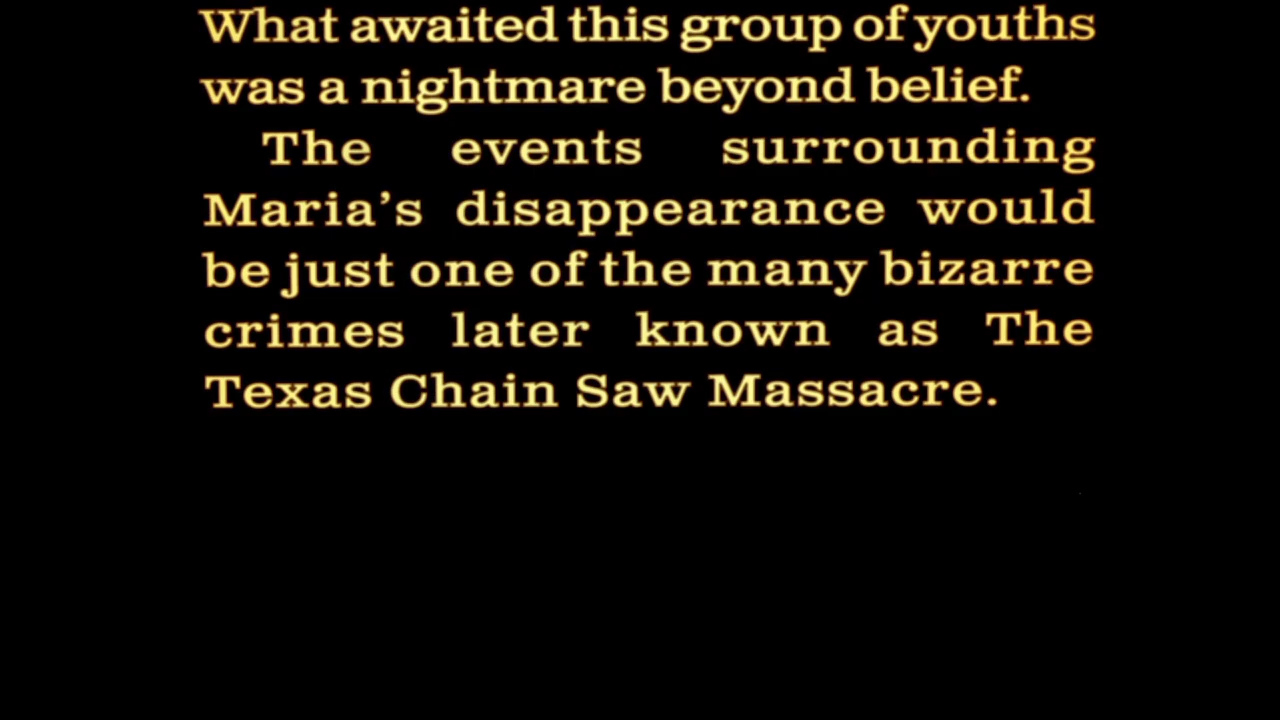 What awaited this group of youths
was a nightmare beyond belief.
The events surrounding
Maria's disappearance would
be just one of the many bizarre
crimes later known as The
Texas Chain Saw Massacre.